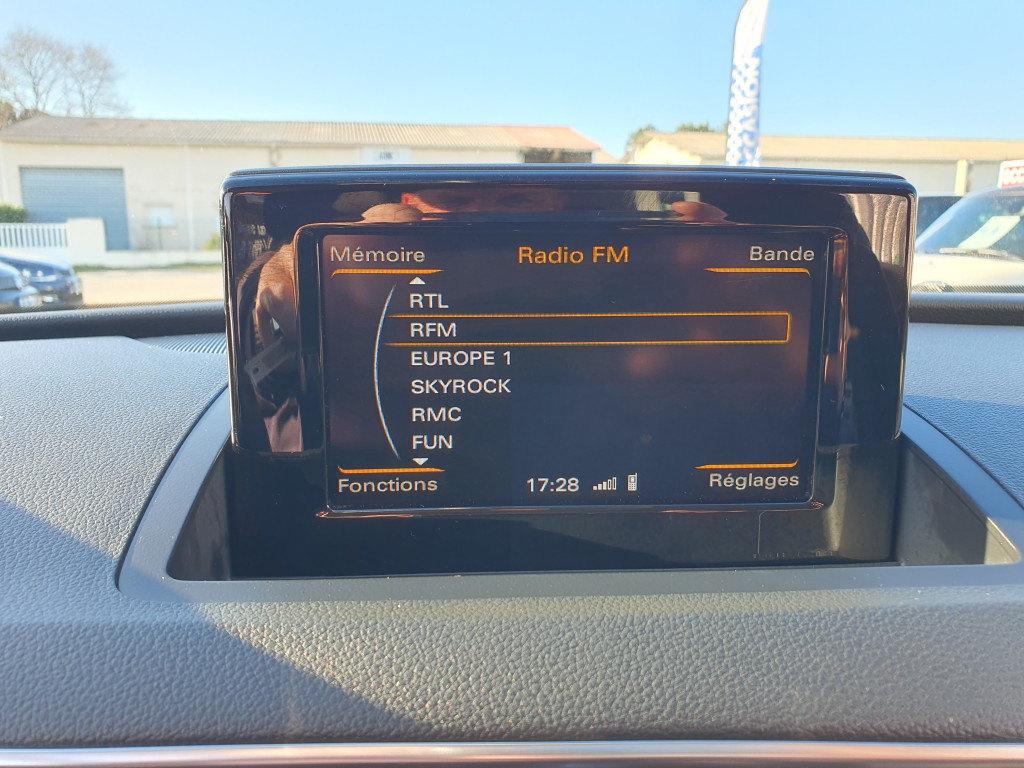 Mémoire Radio FM Bande
RTL
RFM
EUROPE 1
SKYROCK
RMC
FUN
Fonctions 17:28 Réglages